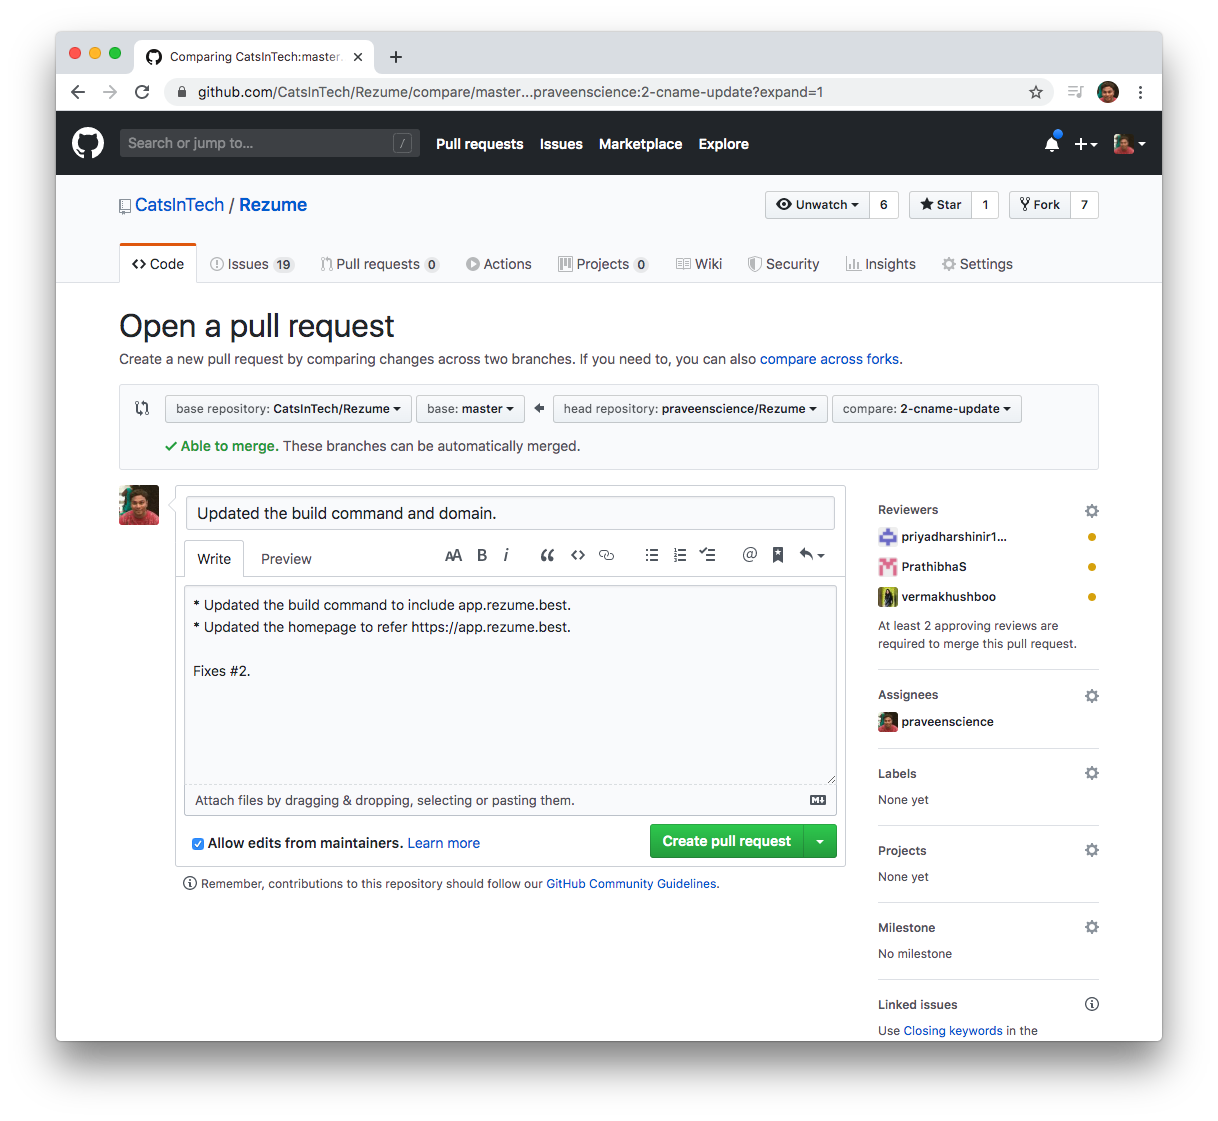 Comparing CatsInTech:master.
github.com/CatsInTech/Rezume/compare/master...praveenscience:2-cname-update?expand=1
Search or jump to... /
Pull requests Issues Marketplace Explore
CatsInTech / Rezume
Unwatch 6 Star 1 Fork 7
Code Issues 19 Pull requests 0 Actions Projects 0 Wiki Security Insights Settings
Open a pull request
Create a new pull request by comparing changes across two branches. If you need to, you can also compare across forks.
base repository: CatsInTech/Rezume base: master head repository: praveenscience/Rezume compare: 2-cname-update
Able to merge. These branches can be automatically merged.
Updated the build command and domain.
Write Preview AA B i
* Updated the build command to include app.rezume.best.
* Updated the homepage to refer https://app.rezume.best.
Fixes #2.
Attach files by dragging & dropping, selecting or pasting them.
Allow edits from maintainers. Learn more
Create pull request
Remember, contributions to this repository should follow our GitHub Community Guidelines.
Reviewers
priyadharshinir1...
PrathibhaS
vermakhushboo
At least 2 approving reviews are
required to merge this pull request.
Assignees
praveenscience
Labels
None yet
Projects
None yet
Milestone
No milestone
Linked issues
Use Closing keywords in the